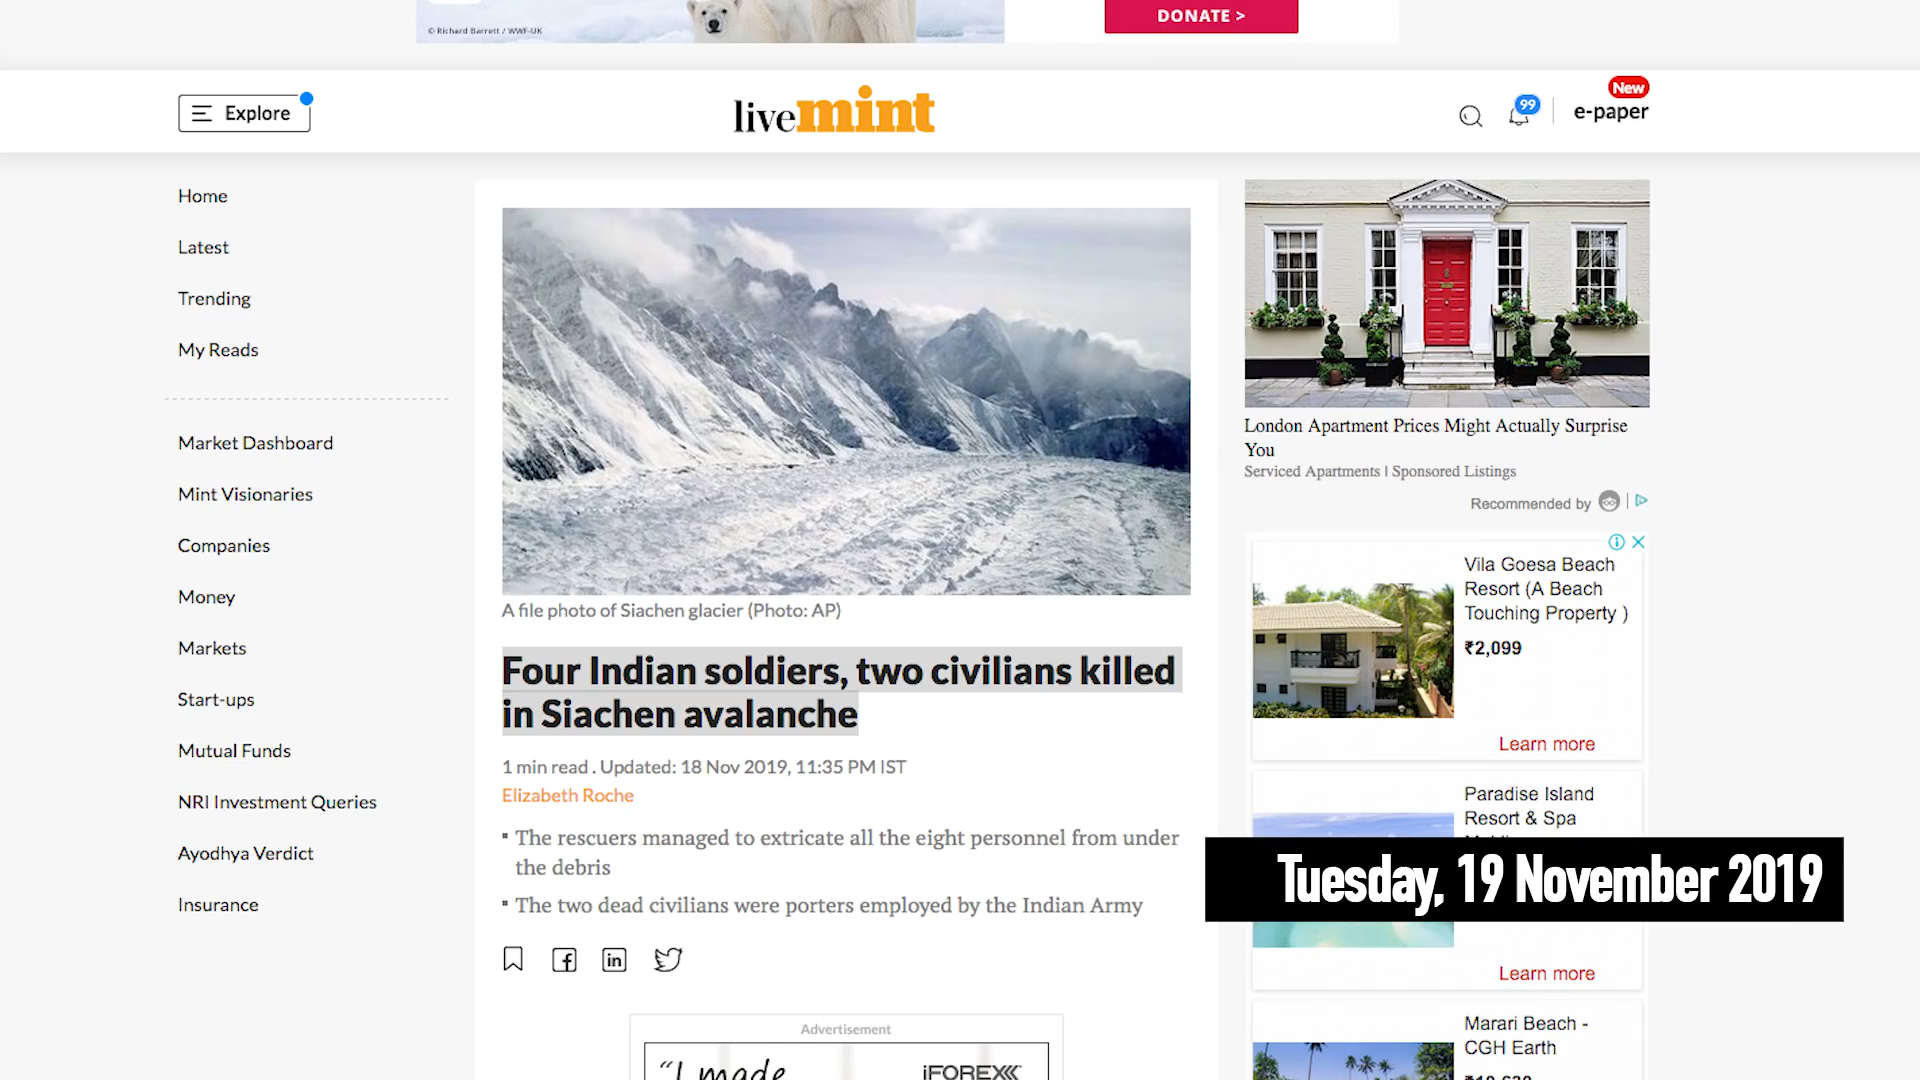 © Richard Barrett / WWF-UK
DONATE >
Explore
livemint
99
New
e-paper
Home
Latest
Trending
My Reads
Market Dashboard
Mint Visionaries
Companies
Money
Markets
Start-ups
Mutual Funds
NRI Investment Queries
Ayodhya Verdict
Insurance
A file photo of Siachen glacier (Photo: AP)
Four Indian soldiers, two civilians killed
in Siachen avalanche
1 min read . Updated: 18 Nov 2019, 11:35 PM IST
Elizabeth Roche
The rescuers managed to extricate all the eight personnel from under
the debris
The two dead civilians were porters employed by the Indian Army
Advertisement
“I made
iFOREX
London Apartment Prices Might Actually Surprise
You
Serviced Apartments | Sponsored Listings
Recommended by
Vila Goesa Beach
Resort (A Beach
Touching Property )
₹2,099
Learn more
Paradise Island
Resort & Spa
Tuesday, 19 November 2019
Learn more
Marari Beach -
CGH Earth